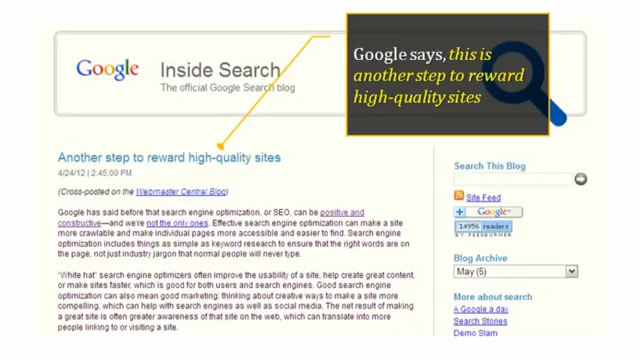 Google says, this is
another step to reward
high-quality sites
Google
Inside Search
The official Google Search blog
Another step to reward high-quality sites
4/24/12 | 2:45:00 PM
(Cross-posted on the Webmaster Central Blog)
Google has said before that search engine optimization, or SEO, can be positive and
constructive—and we're not the only ones. Effective search engine optimization can make a site
more crawlable and make individual pages more accessible and easier to find. Search engine
optimization includes things as simple as keyword research to ensure that the right words are on
the page, not just industry jargon that normal people will never type.
"White hat" search engine optimizers often improve the usability of a site, help create great content,
or make sites faster, which is good for both users and search engines. Good search engine
optimization can also mean good marketing: thinking about creative ways to make a site more
compelling, which can help with search engines as well as social media. The net result of making
a great site is often greater awareness of that site on the web, which can translate into more
people linking to or visiting a site.
Search This Blog
Site Feed
+ Google™
14956 readers
BY FEEDBURNER
Blog Archive
May (5)
More about search
A Google a day
Search Stories
Demo Slam